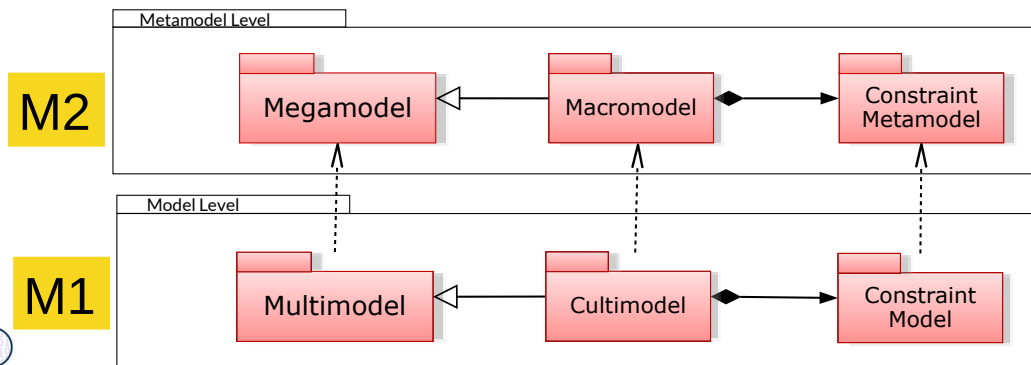 Metamodel Level
M2
Megamodel
Macromodel
Constraint
Metamodel
Model Level
M1
Multimodel
Cultimodel
Constraint
Model